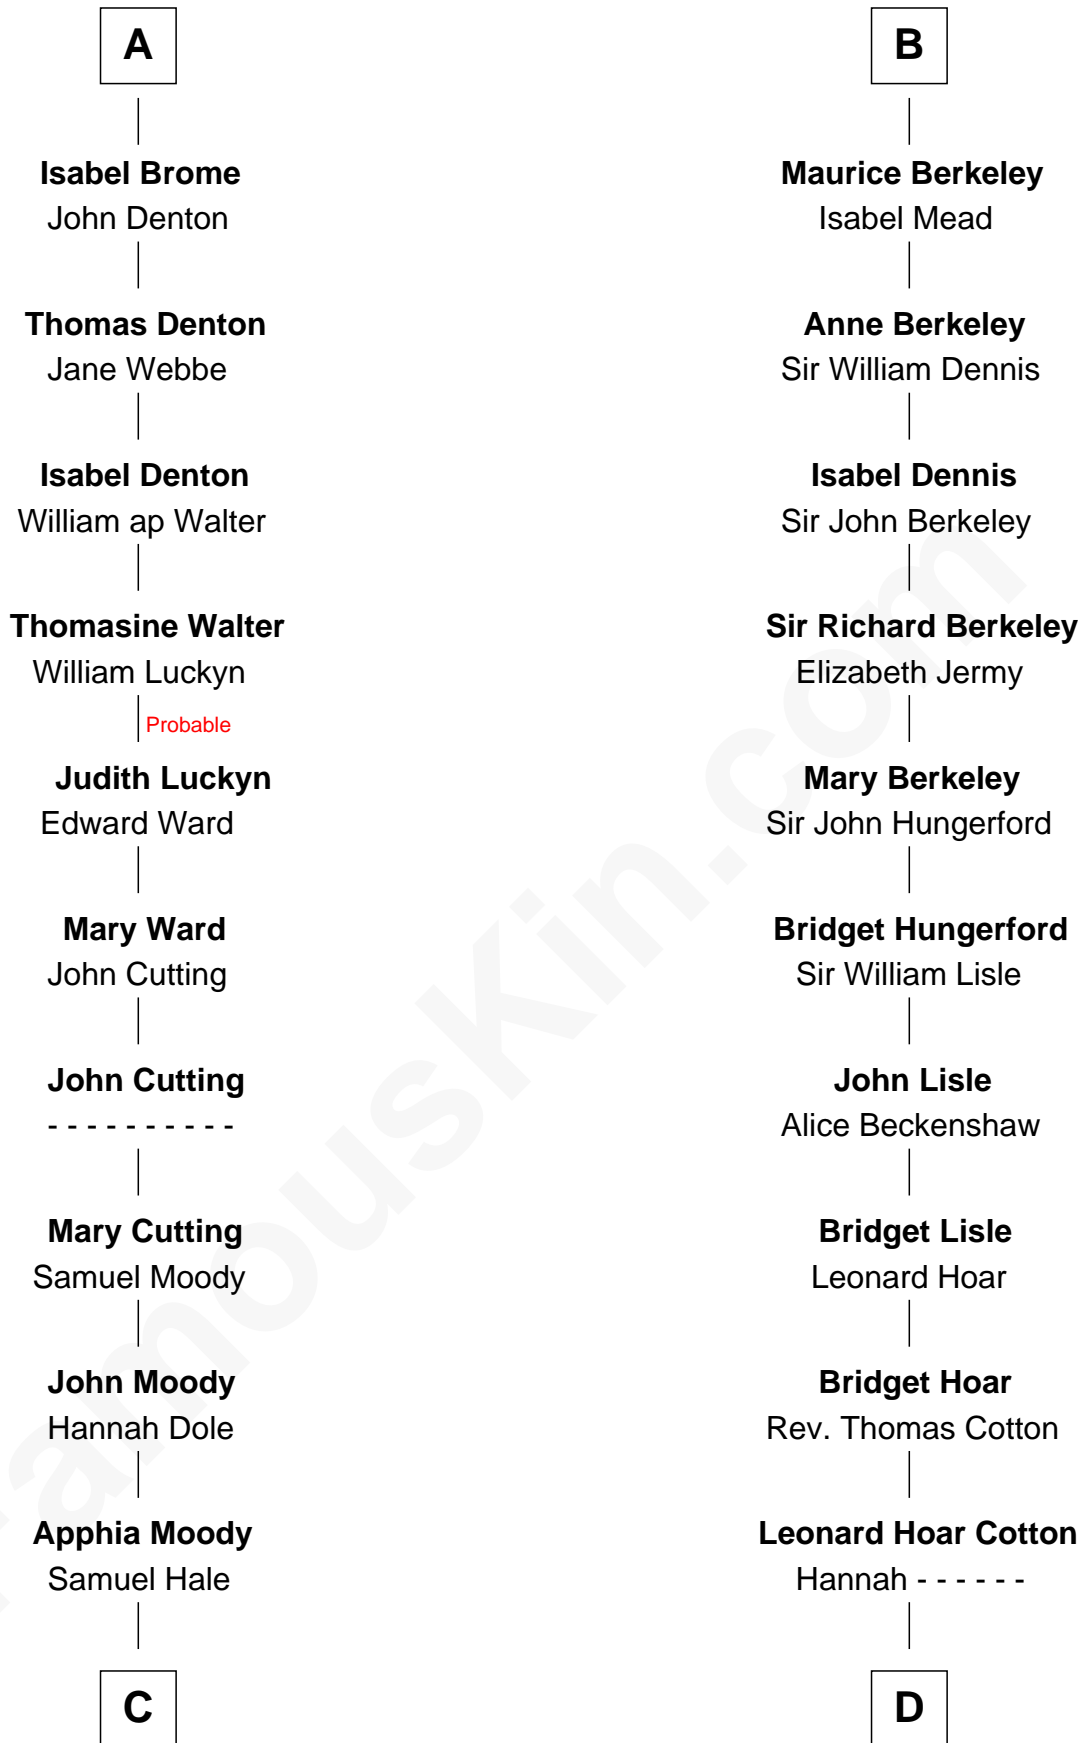 A
Isabel Brome
John Denton
Thomas Denton
Jane Webbe
Isabel Denton
William ap Walter
Thomasine Walter
William Luckyn
Probable
Judith Luckyn
Edward Ward
Mary Ward
John Cutting
John Cutting
- - - - - - - - - -
Mary Cutting
Samuel Moody
John Moody
Hannah Dole
Apphia Moody
Samuel Hale
C
B
Maurice Berkeley
Isabel Mead
Anne Berkeley
Sir William Dennis
Isabel Dennis
Sir John Berkeley
Sir Richard Berkeley
Elizabeth Jermy
Mary Berkeley
Sir John Hungerford
Bridget Hungerford
Sir William Lisle
John Lisle
Alice Beckenshaw
Bridget Lisle
Leonard Hoar
Bridget Hoar
Rev. Thomas Cotton
Leonard Hoar Cotton
Hannah - - - - - -
D
FamousKin.com